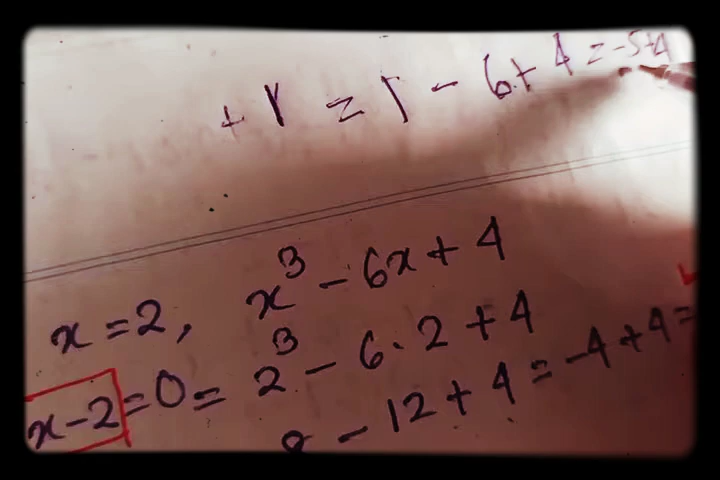 +1 = 1 - 6 + 4 = -5+4
x = 2, x³ - 6x + 4
x-2 = 0 = 2³ - 6.2 + 4
8 - 12 + 4 = -4 + 4 =